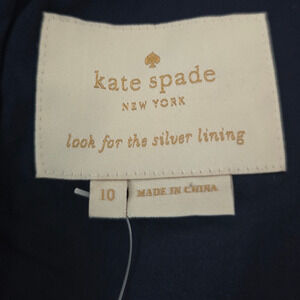 kate spade
NEW YORK
look for the silver lining
10
MADE IN CHINA